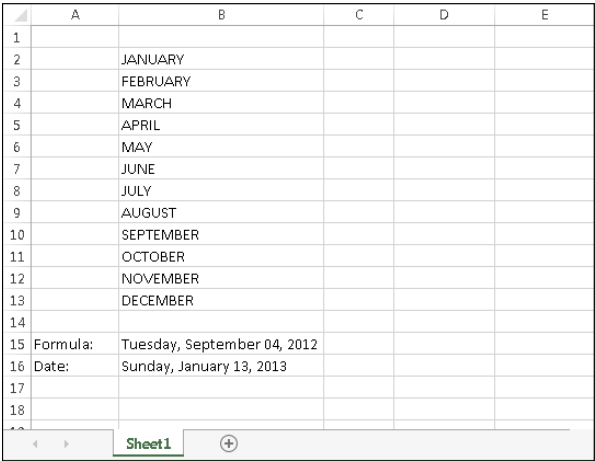 A B C D E
1
2 JANUARY
3 FEBRUARY
4 MARCH
5 APRIL
6 MAY
7 JUNE
8 JULY
9 AUGUST
10 SEPTEMBER
11 OCTOBER
12 NOVEMBER
13 DECEMBER
14
15 Formula: Tuesday, September 04, 2012
16 Date: Sunday, January 13, 2013
17
18
Sheet1